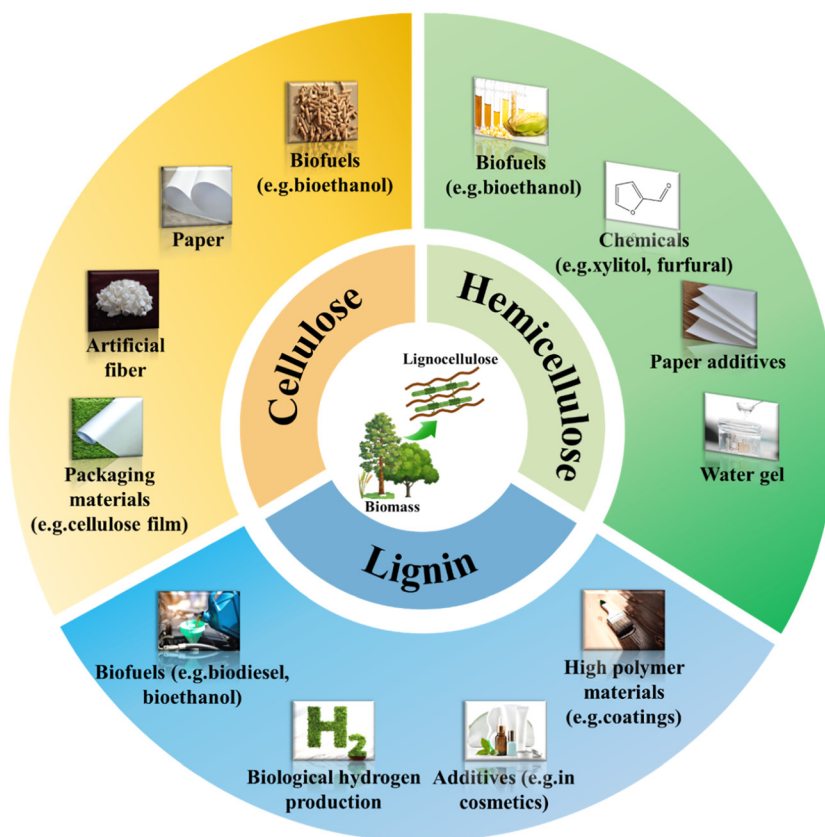 Biofuels
(e.g.bioethanol)
Paper
Artificial
fiber
Packaging
materials
(e.g.cellulose film)
Cellulose
Biofuels
(e.g.bioethanol)
O
O
Chemicals
(e.g.xylitol, furfural)
Paper additives
Water gel
Hemicellulose
Lignocellulose
Biomass
Lignin
Biofuels (e.g.biodiesel,
bioethanol)
H2
Biological hydrogen
production
Additives (e.g.in
cosmetics)
High polymer
materials
(e.g.coatings)